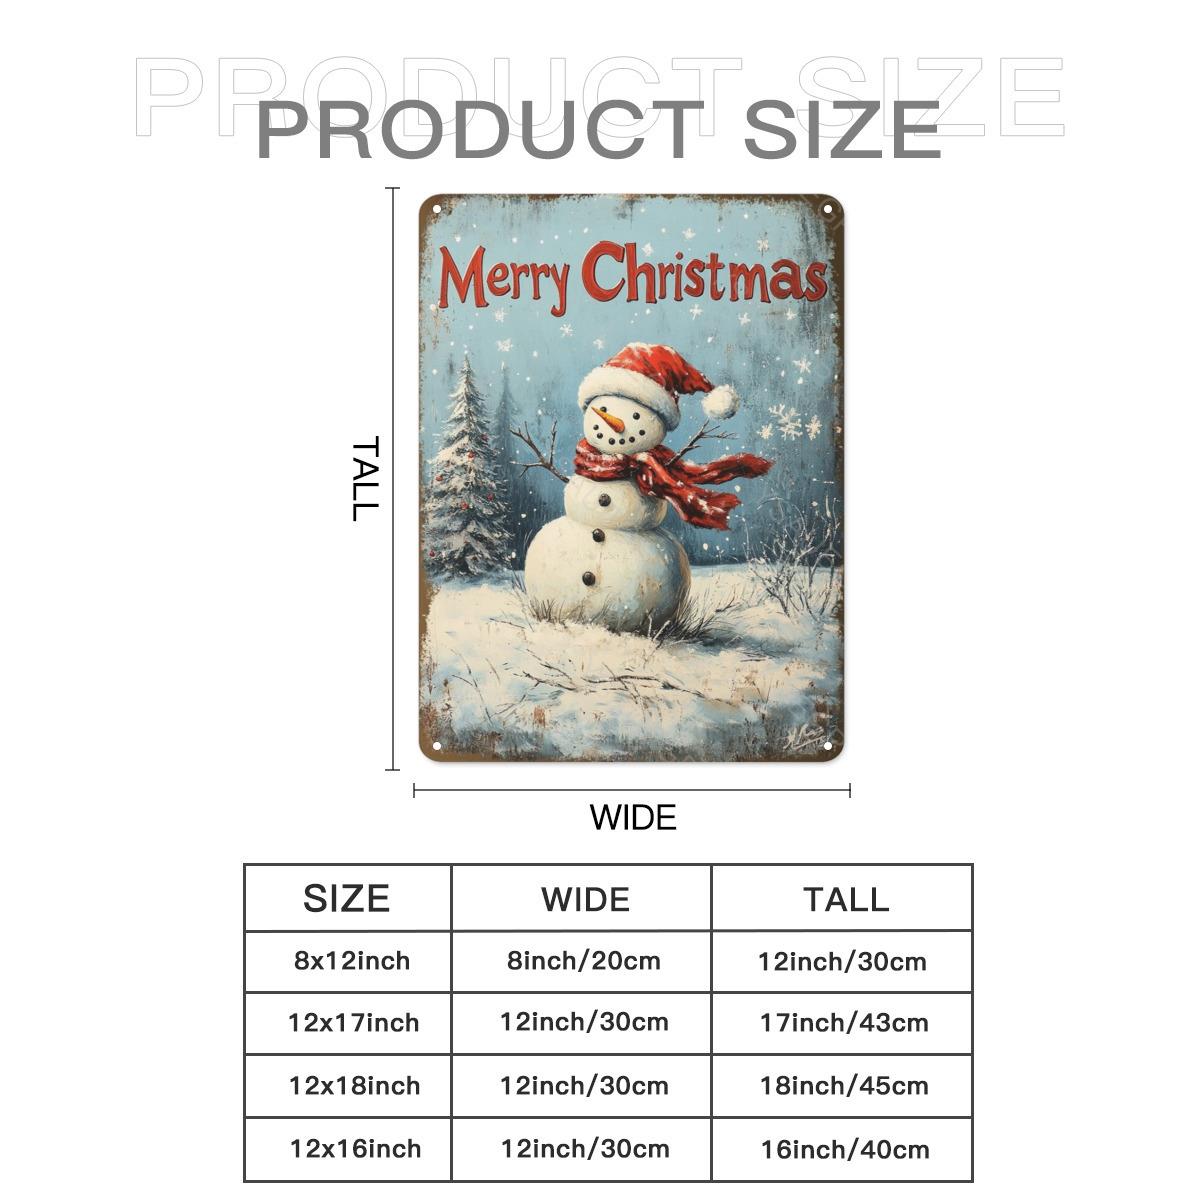 PRODUCT SIZE
PRODUCT SIZE
Merry Christmas
TALL
WIDE
SIZE WIDE TALL
8x12inch 8inch/20cm 12inch/30cm
12x17inch 12inch/30cm 17inch/43cm
12x18inch 12inch/30cm 18inch/45cm
12x16inch 12inch/30cm 16inch/40cm